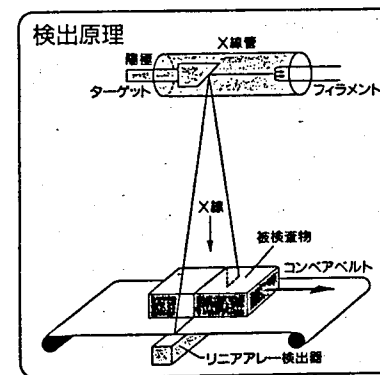 検出原理
X線管
陽極
ターゲット
フィラメント
X線
被検査物
コンベアベルト
リニアアレー検出器